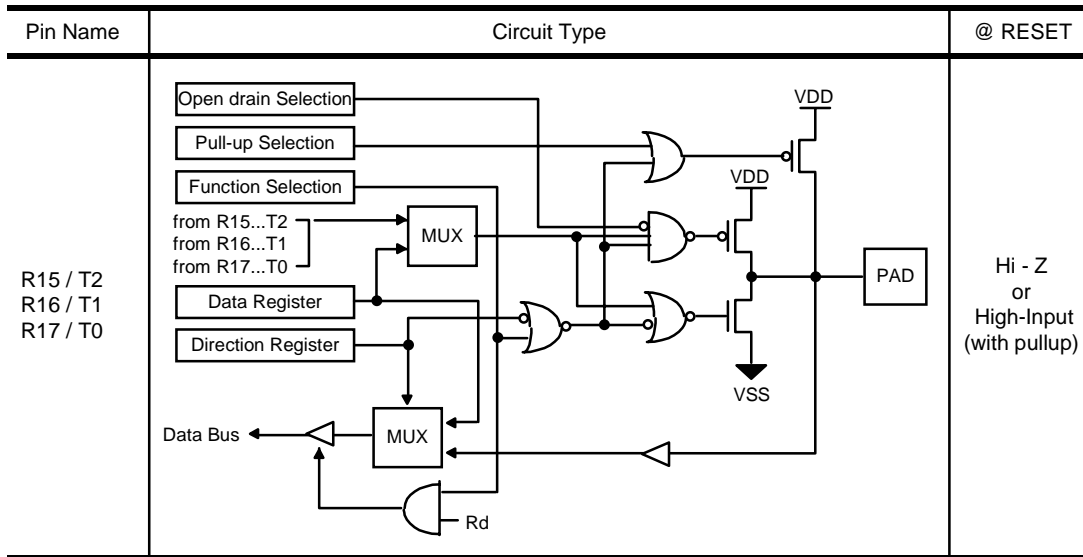 Pin Name
Circuit Type
@ RESET
R15 / T2
R16 / T1
R17 / T0
Open drain Selection
Pull-up Selection
Function Selection
from R15...T2
from R16...T1
from R17...T0
Data Register
Direction Register
MUX
VDD
VDD
PAD
VSS
Data Bus
MUX
Rd
Hi - Z
or
High-Input
(with pullup)